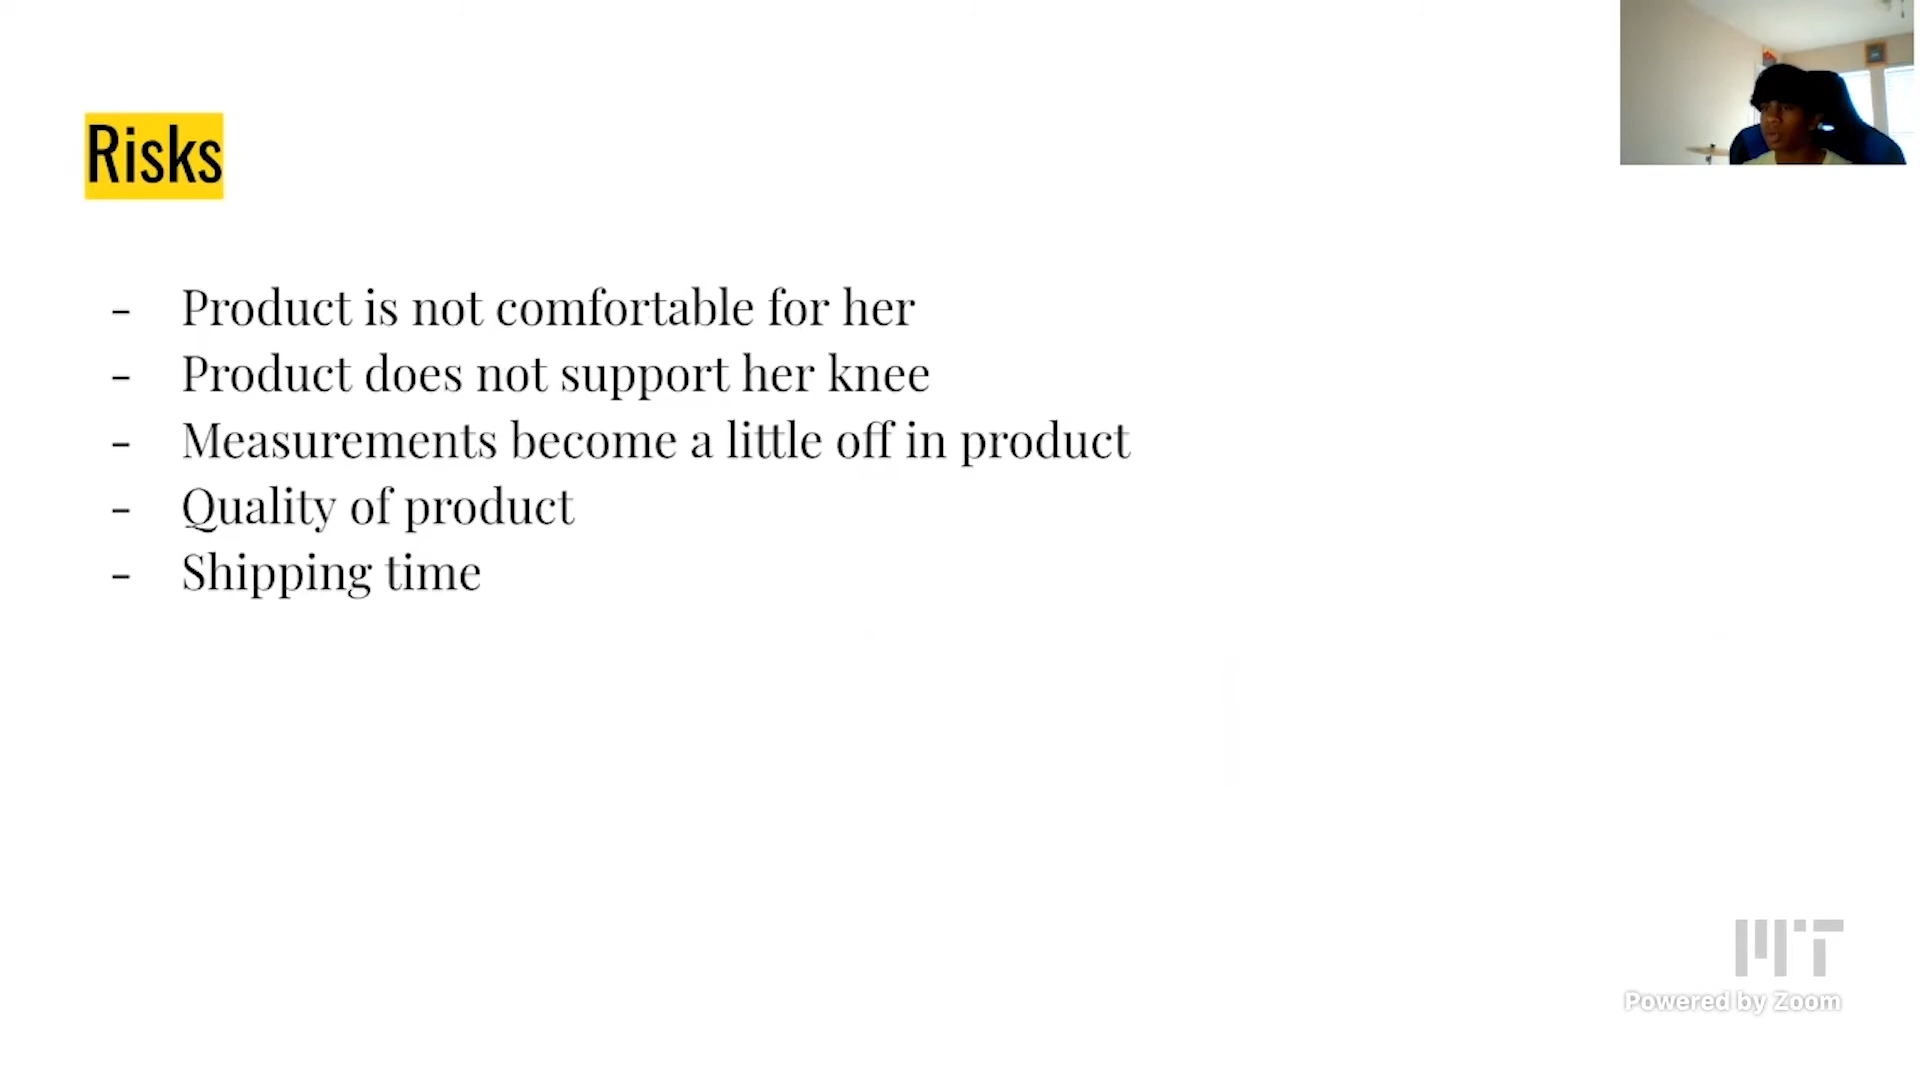 Risks
- Product is not comfortable for her
- Product does not support her knee
- Measurements become a little off in product
- Quality of product
- Shipping time
MIT
Powered by Zoom